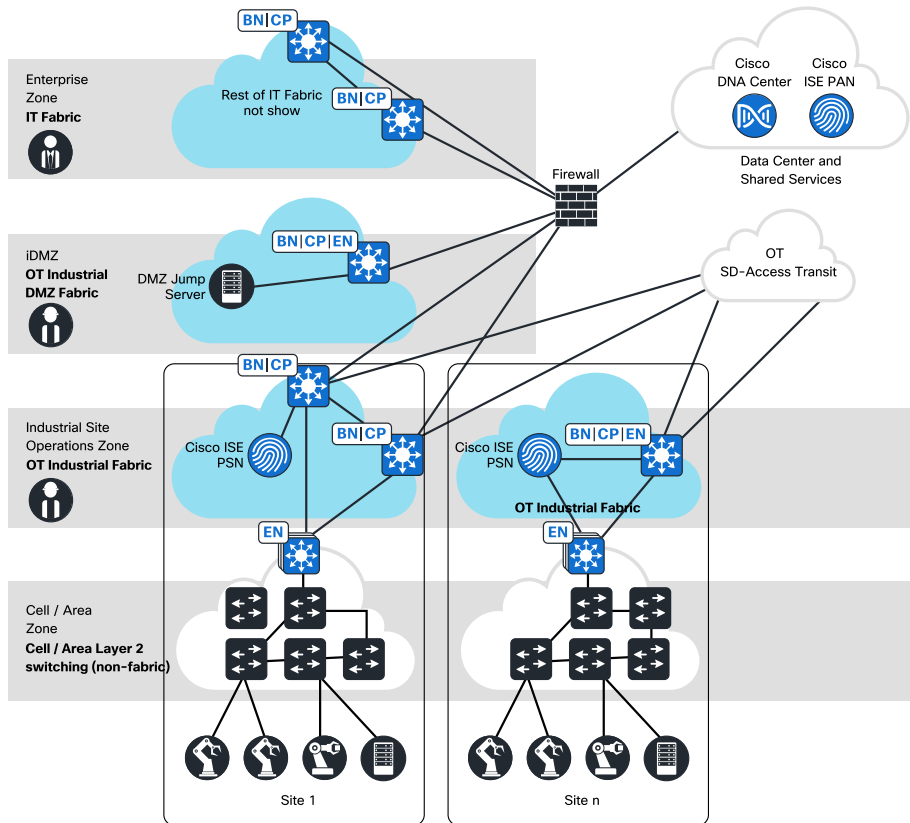 BN|CP
Enterprise
Zone
IT Fabric
Rest of IT Fabric
not show
BN|CP
Cisco
DNA Center
Cisco
ISE PAN
Data Center and
Shared Services
Firewall
iDMZ
OT Industrial
DMZ Fabric
BN|CP|EN
DMZ Jump
Server
OT
SD-Access Transit
BN|CP
Industrial Site
Operations Zone
OT Industrial Fabric
Cisco ISE
PSN
BN|CP
Cisco ISE
PSN
BN|CP|EN
OT Industrial Fabric
EN
EN
Cell / Area
Zone
Cell / Area Layer 2
switching (non-fabric)
Site 1
Site n